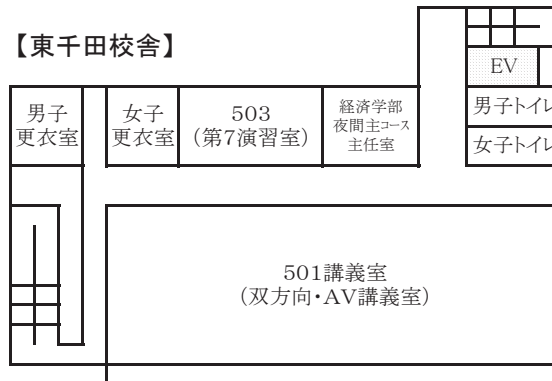 【東千田校舎】
EV
男子
更衣室
女子
更衣室
503
(第7演習室)
経済学部
夜間主コース
主任室
男子トイレ
女子トイレ
501講義室
(双方向・AV講義室)